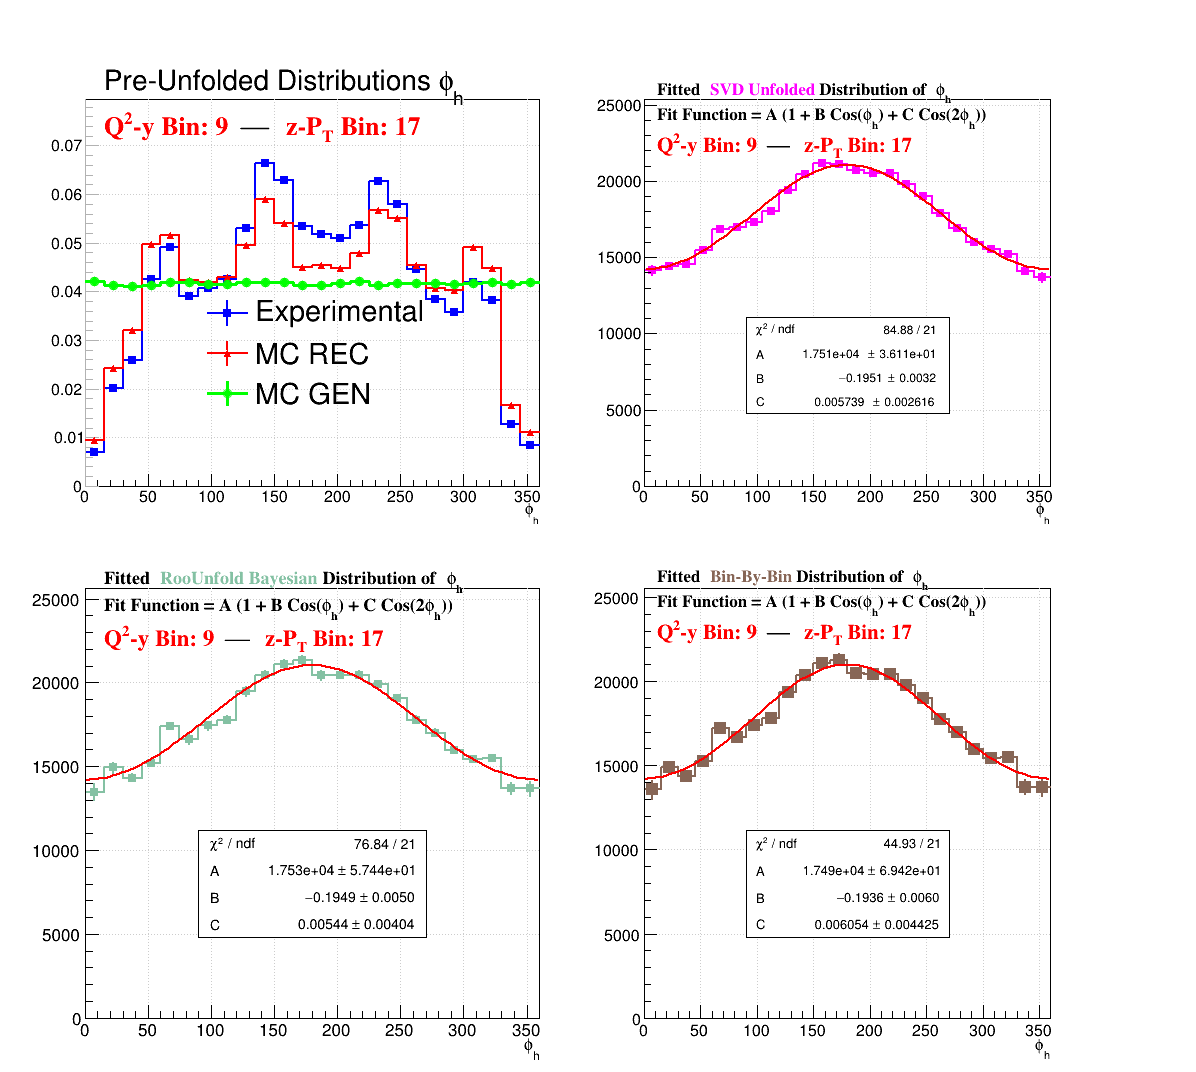 Pre-Unfolded Distributions ϕh
Q²-y Bin: 9 — z-PT Bin: 17
0.07
0.06
0.05
0.04
0.03
0.02
0.01
0
Experimental
MC REC
MC GEN
0 50 100 150 200 250 300 350
ϕh
Fitted SVD Unfolded Distribution of ϕh
Fit Function = A (1 + B Cos(ϕh) + C Cos(2ϕh))
Q²-y Bin: 9 — z-PT Bin: 17
25000
20000
15000
10000
5000
0
χ² / ndf 84.88 / 21
A 1.751e+04 ± 3.611e+01
B −0.1951 ± 0.0032
C 0.005739 ± 0.002616
0 50 100 150 200 250 300 350
ϕh
Fitted RooUnfold Bayesian Distribution of ϕh
Fit Function = A (1 + B Cos(ϕh) + C Cos(2ϕh))
Q²-y Bin: 9 — z-PT Bin: 17
25000
20000
15000
10000
5000
0
χ² / ndf 76.84 / 21
A 1.753e+04 ± 5.744e+01
B −0.1949 ± 0.0050
C 0.00544 ± 0.00404
0 50 100 150 200 250 300 350
ϕh
Fitted Bin-By-Bin Distribution of ϕh
Fit Function = A (1 + B Cos(ϕh) + C Cos(2ϕh))
Q²-y Bin: 9 — z-PT Bin: 17
25000
20000
15000
10000
5000
0
χ² / ndf 44.93 / 21
A 1.749e+04 ± 6.942e+01
B −0.1936 ± 0.0060
C 0.006054 ± 0.004425
0 50 100 150 200 250 300 350
ϕh